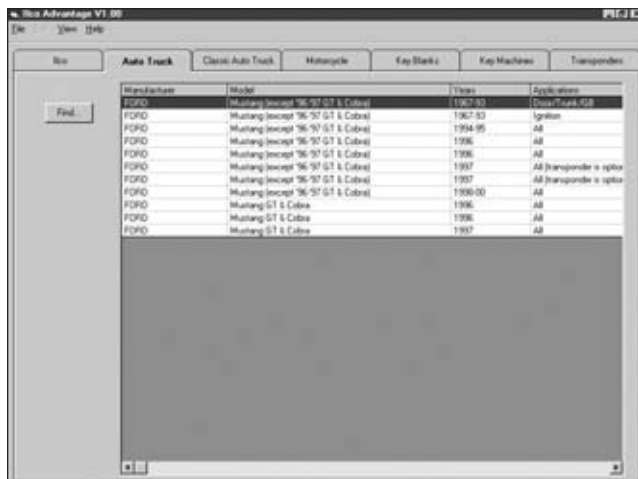 Ilco Advantage V1.00
File View Help
Ilco Auto Truck Classic Auto Truck Motorcycle Key Blanks Key Machines Transponders
Find...
Manufacturer Model Years Applications
FORD Mustang (except '96-'97 GT & Cobra) 1967-93 Door/Trunk/GB
FORD Mustang (except '96-'97 GT & Cobra) 1967-93 Ignition
FORD Mustang (except '96-'97 GT & Cobra) 1994-95 All
FORD Mustang (except '96-'97 GT & Cobra) 1996 All
FORD Mustang (except '96-'97 GT & Cobra) 1996 All
FORD Mustang (except '96-'97 GT & Cobra) 1997 All (transponder is option
FORD Mustang (except '96-'97 GT & Cobra) 1997 All (transponder is option
FORD Mustang (except '96-'97 GT & Cobra) 1998-00 All
FORD Mustang GT & Cobra 1996 All
FORD Mustang GT & Cobra 1996 All
FORD Mustang GT & Cobra 1997 All